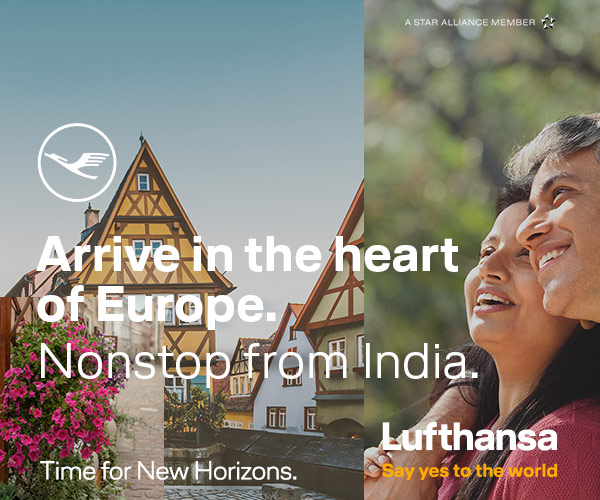 A STAR ALLIANCE MEMBER
Arrive in the heart
of Europe.
Nonstop from India.
Lufthansa
Say yes to the world
Time for New Horizons.